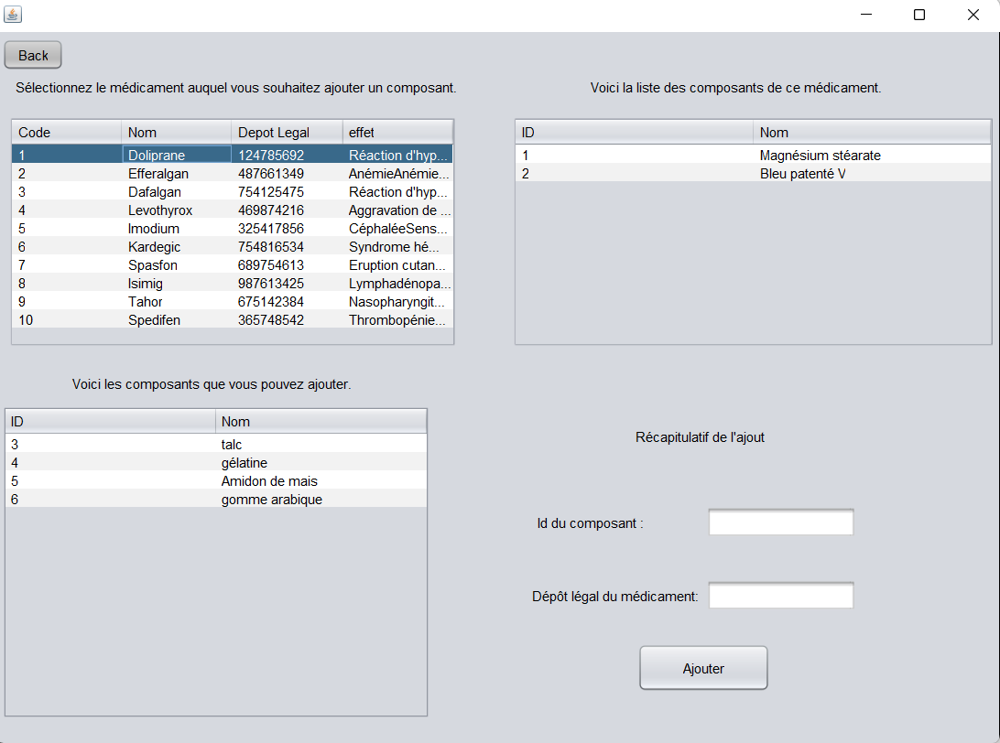 Back
Sélectionnez le médicament auquel vous souhaitez ajouter un composant.
Voici la liste des composants de ce médicament.
Code Nom Depot Legal effet
1 Doliprane 124785692 Réaction d'hyp...
2 Efferalgan 487661349 AnémieAnémie...
3 Dafalgan 754125475 Réaction d'hyp...
4 Levothyrox 469874216 Aggravation de ...
5 Imodium 325417856 CéphaléeSens...
6 Kardegic 754816534 Syndrome hé...
7 Spasfon 689754613 Eruption cutan...
8 Isimig 987613425 Lymphadénopa...
9 Tahor 675142384 Nasopharyngit...
10 Spedifen 365748542 Thrombopénie...
ID Nom
1 Magnésium stéarate
2 Bleu patenté V
Voici les composants que vous pouvez ajouter.
ID Nom
3 talc
4 gélatine
5 Amidon de mais
6 gomme arabique
Récapitulatif de l'ajout
Id du composant :
Dépôt légal du médicament:
Ajouter